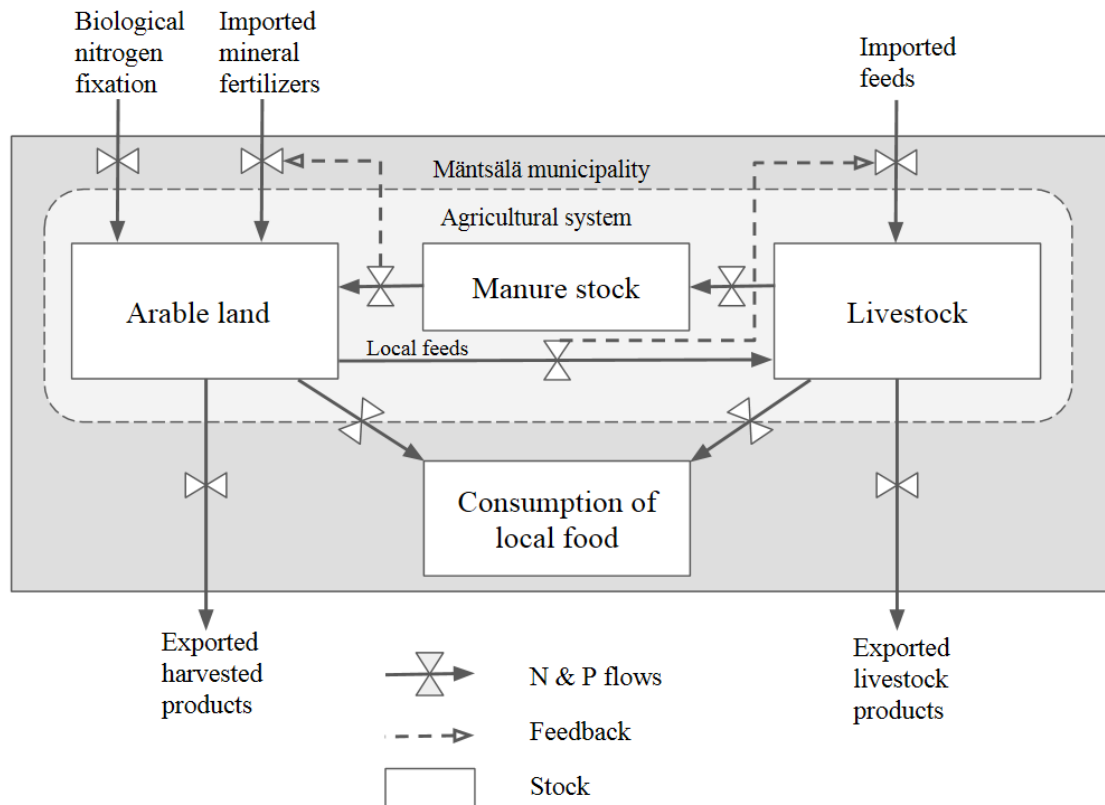 Biological
nitrogen
fixation
Imported
mineral
fertilizers
Imported
feeds
Mäntsälä municipality
Agricultural system
Arable land
Manure stock
Livestock
Local feeds
Consumption of
local food
Exported
harvested
products
Exported
livestock
products
N & P flows
Feedback
Stock